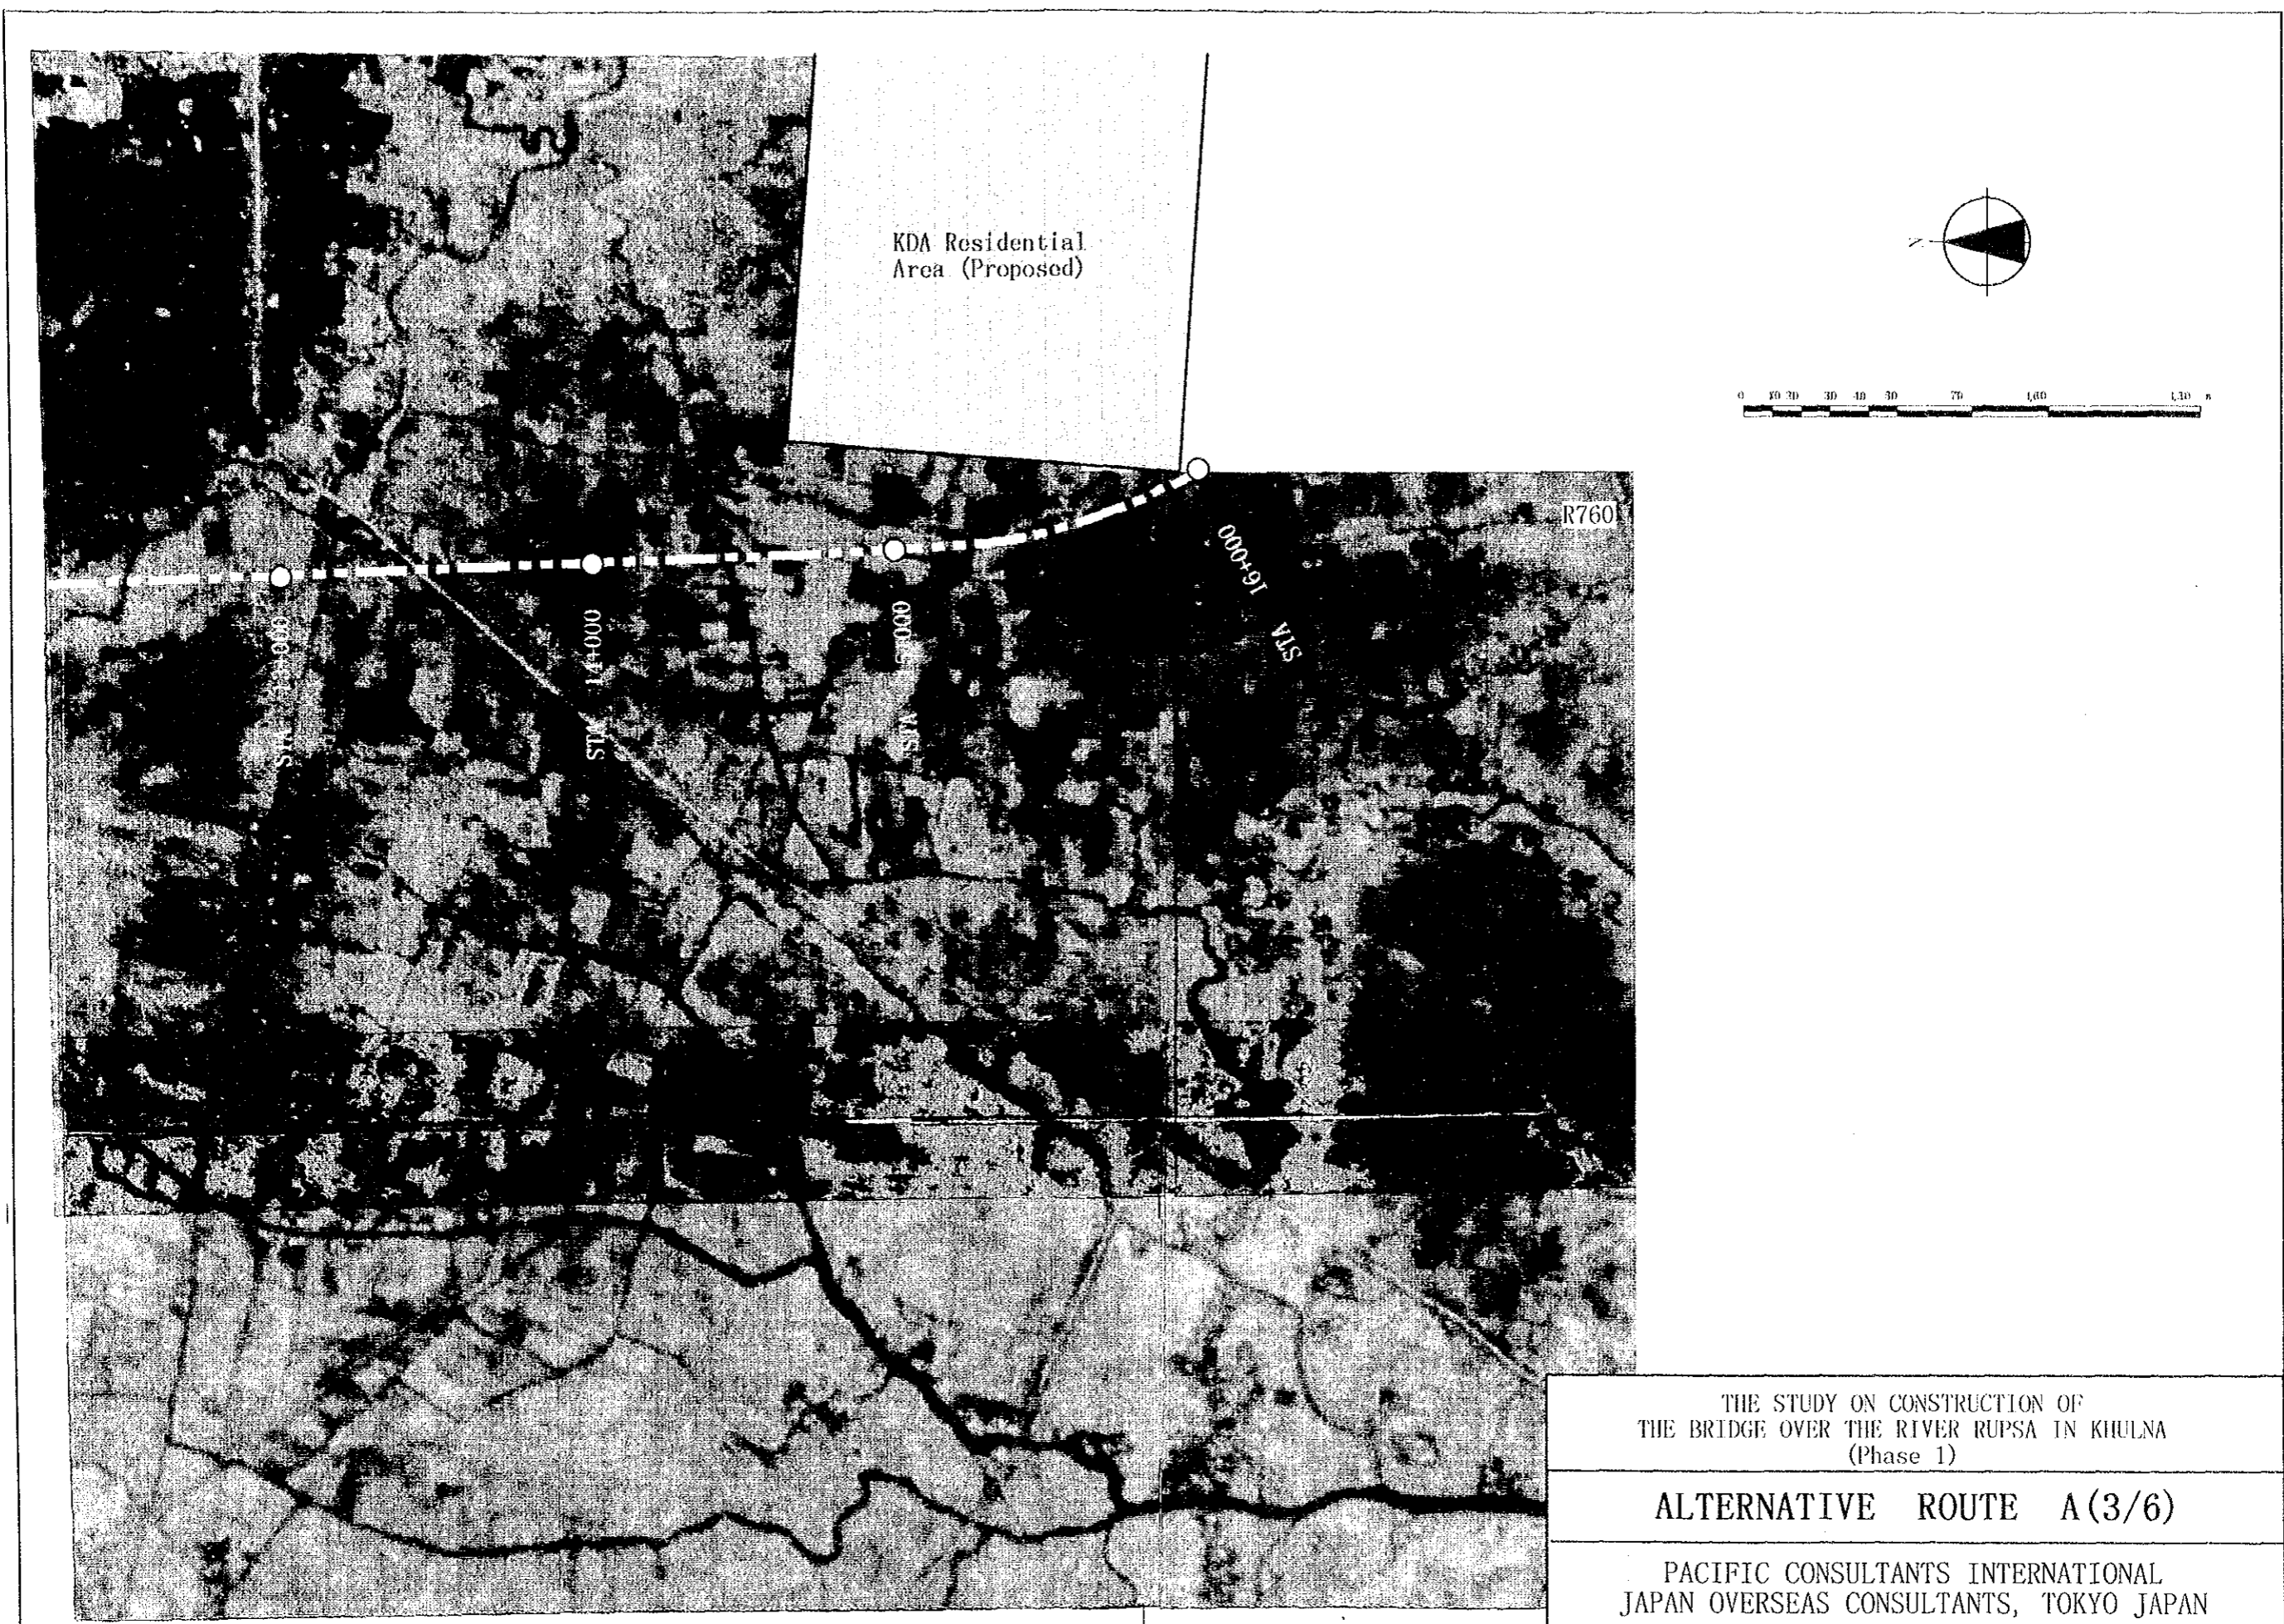 KDA Residential
Area (Proposed)
R760
STA 14+000
STA
STA 16+000
THE STUDY ON CONSTRUCTION OF
THE BRIDGE OVER THE RIVER RUPSA IN KHULNA
(Phase 1)
ALTERNATIVE ROUTE A(3/6)
PACIFIC CONSULTANTS INTERNATIONAL
JAPAN OVERSEAS CONSULTANTS, TOKYO JAPAN